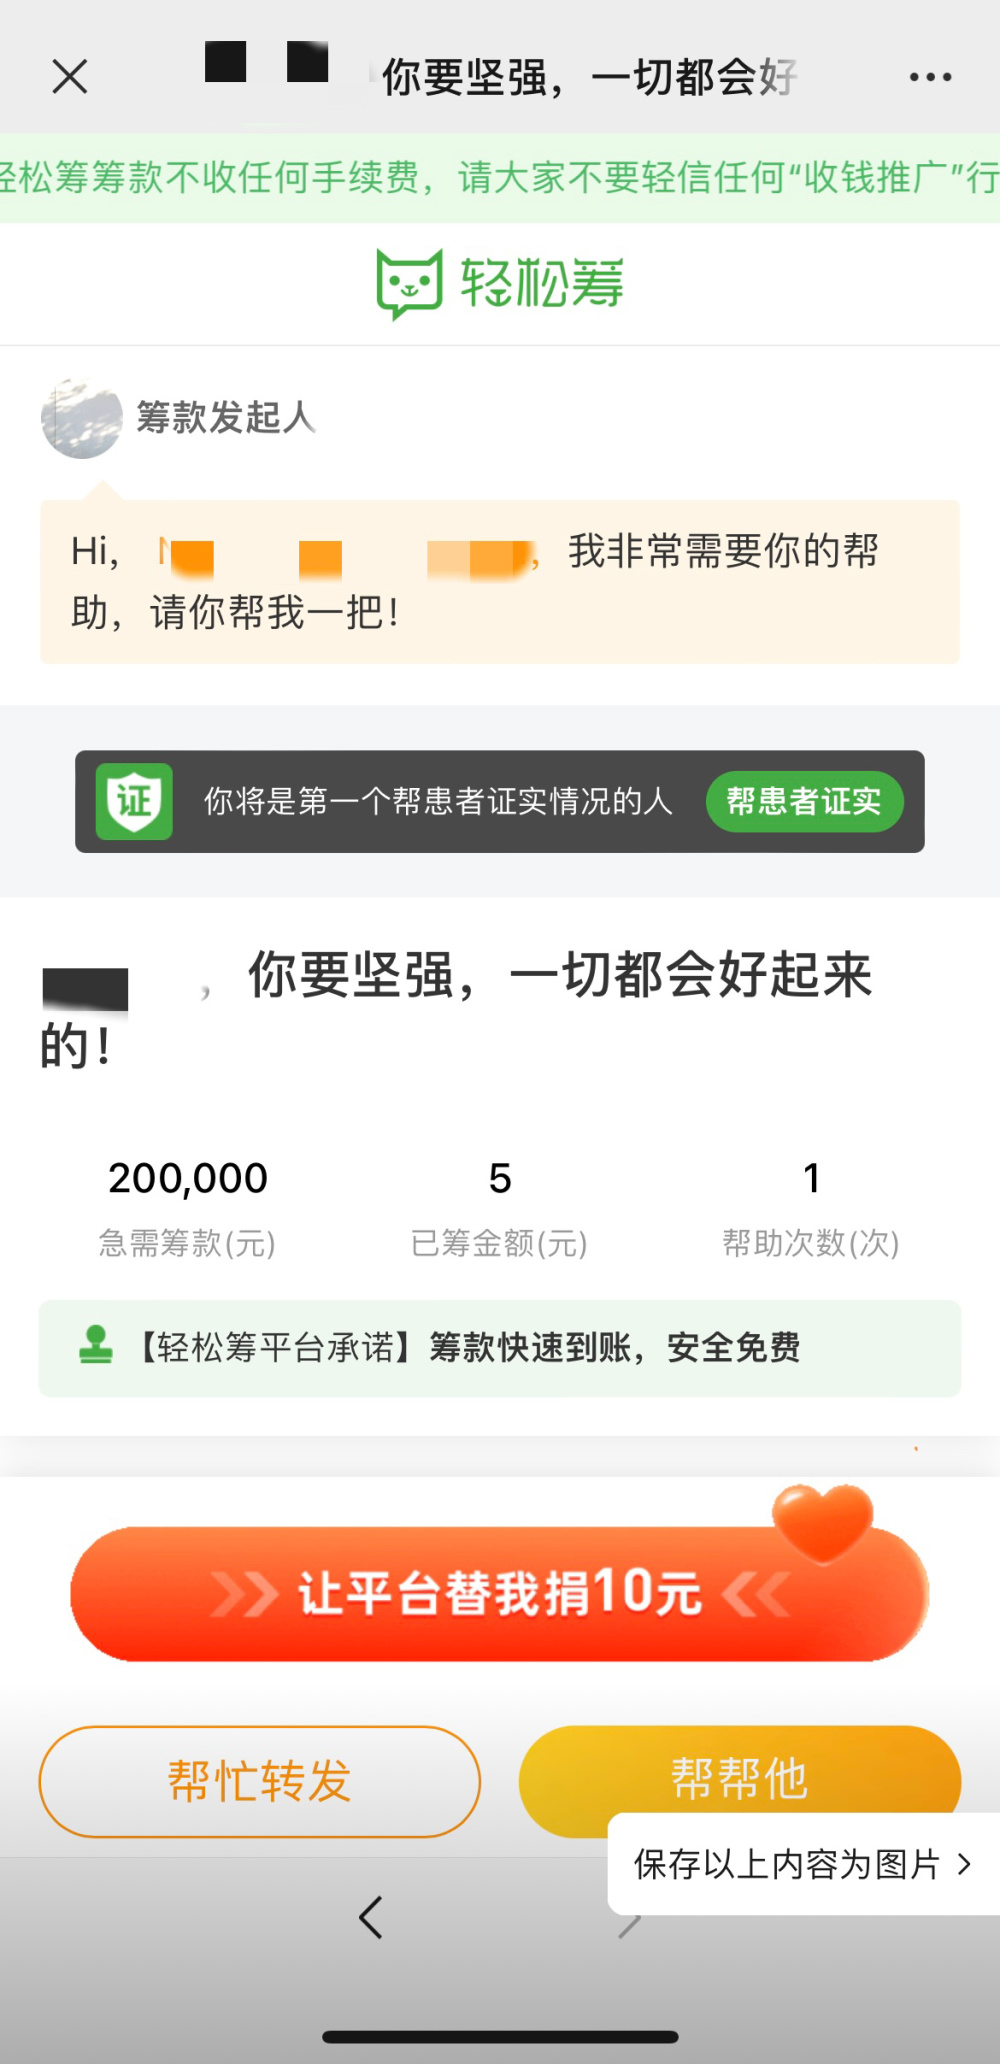 你要坚强，一切都会好
轻松筹筹款不收任何手续费，请大家不要轻信任何“收钱推广”行
轻松筹
筹款发起人
Hi，
，我非常需要你的帮
助，请你帮我一把！
证
你将是第一个帮患者证实情况的人
帮患者证实
，你要坚强，一切都会好起来
的！
200,000
5
1
急需筹款(元)
已筹金额(元)
帮助次数(次)
【轻松筹平台承诺】筹款快速到账，安全免费
让平台替我捐10元
帮忙转发
帮帮他
保存以上内容为图片